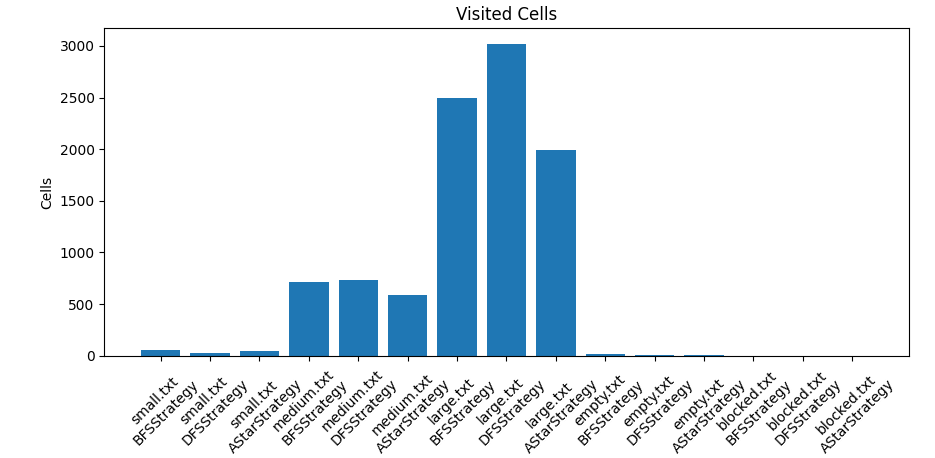 Visited Cells
Cells
3000
2500
2000
1500
1000
500
0
small.txt
BFSStrategy
small.txt
DFSStrategy
small.txt
AStarStrategy
medium.txt
BFSStrategy
medium.txt
DFSStrategy
medium.txt
AStarStrategy
large.txt
BFSStrategy
large.txt
DFSStrategy
large.txt
AStarStrategy
empty.txt
BFSStrategy
empty.txt
DFSStrategy
empty.txt
AStarStrategy
blocked.txt
BFSStrategy
blocked.txt
DFSStrategy
blocked.txt
AStarStrategy